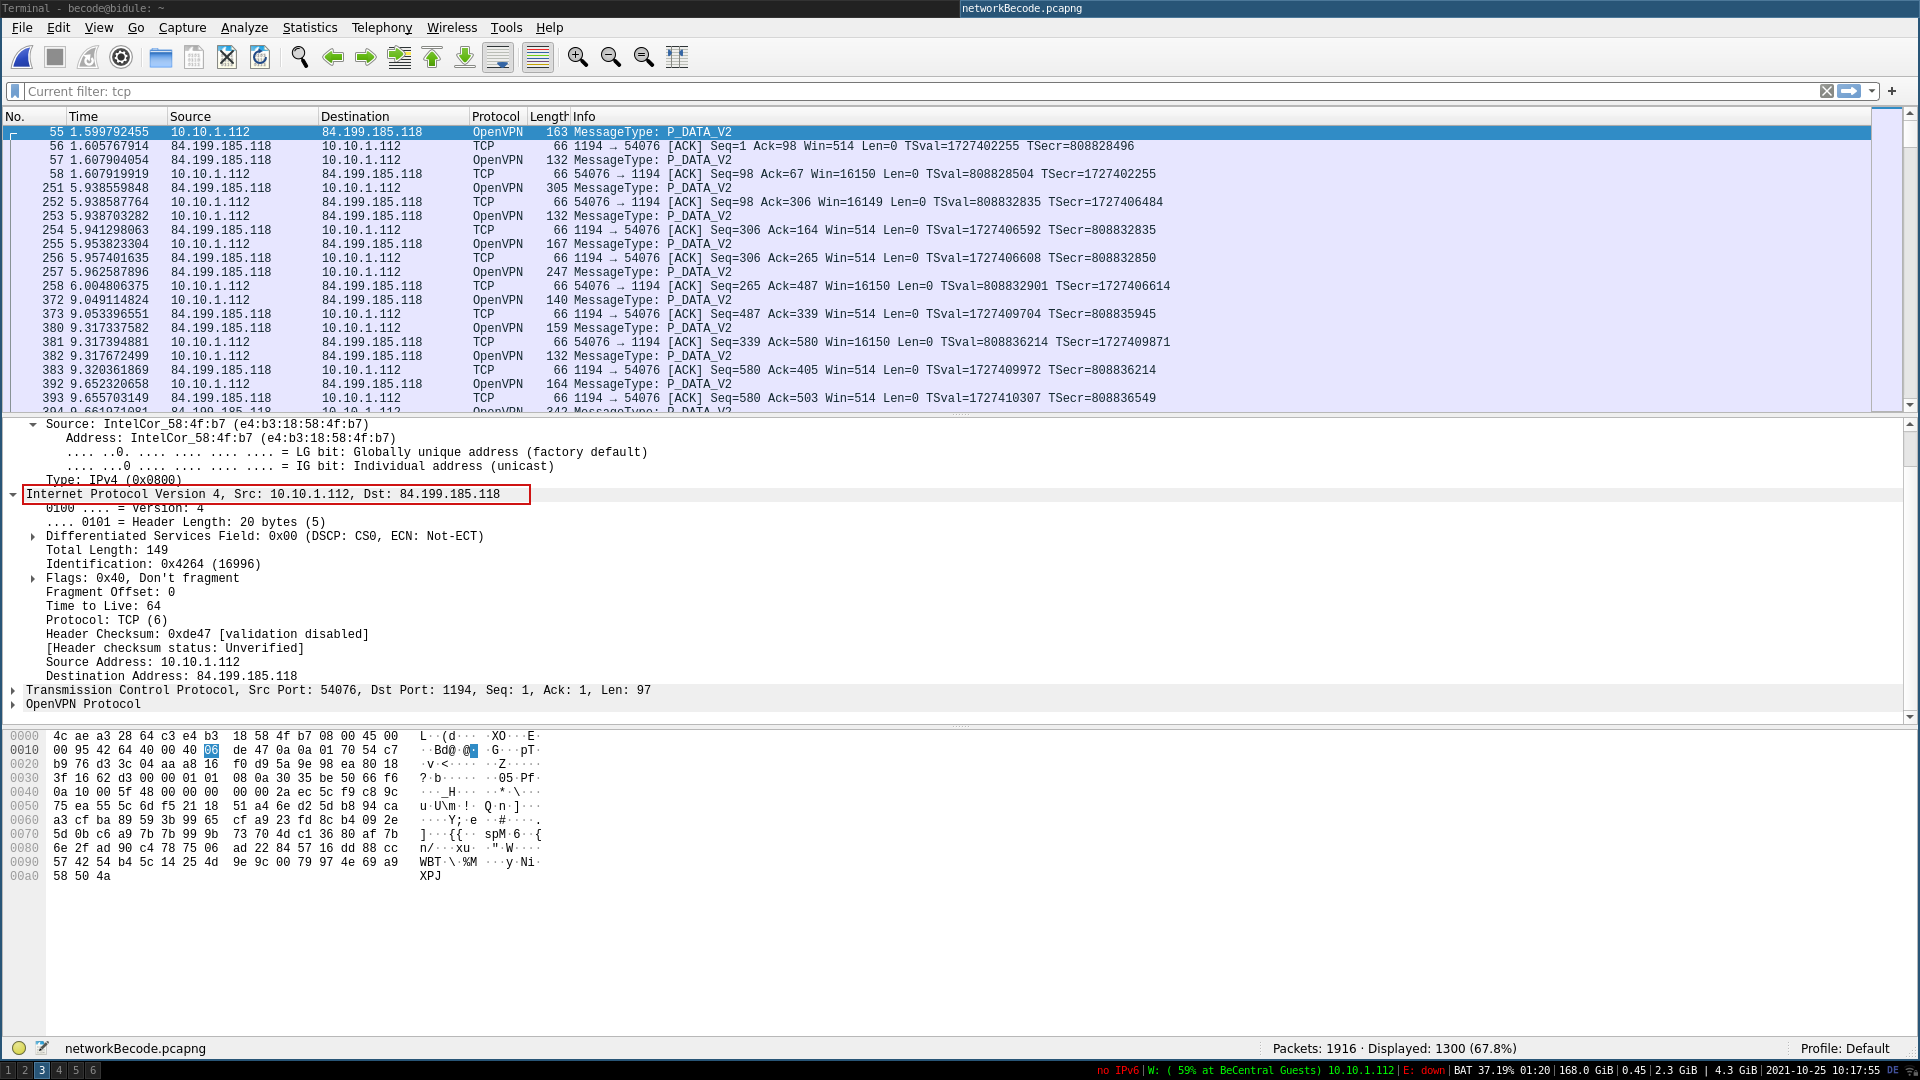 Terminal - becode@bidule: ~
networkBecode.pcapng
File Edit View Go Capture Analyze Statistics Telephony Wireless Tools Help
Current filter: tcp
No. Time Source Destination Protocol Length Info
55 1.599792455 10.10.1.112 84.199.185.118 OpenVPN 163 MessageType: P_DATA_V2
56 1.605767914 84.199.185.118 10.10.1.112 TCP 66 1194 → 54076 [ACK] Seq=1 Ack=98 Win=514 Len=0 TSval=1727402255 TSecr=808828496
57 1.607904054 84.199.185.118 10.10.1.112 OpenVPN 132 MessageType: P_DATA_V2
58 1.607919919 10.10.1.112 84.199.185.118 TCP 66 54076 → 1194 [ACK] Seq=98 Ack=67 Win=16150 Len=0 TSval=808828504 TSecr=1727402255
251 5.938559848 84.199.185.118 10.10.1.112 OpenVPN 305 MessageType: P_DATA_V2
252 5.938587764 10.10.1.112 84.199.185.118 TCP 66 54076 → 1194 [ACK] Seq=98 Ack=306 Win=16149 Len=0 TSval=808832835 TSecr=1727406484
253 5.938703282 10.10.1.112 84.199.185.118 OpenVPN 132 MessageType: P_DATA_V2
254 5.941298063 84.199.185.118 10.10.1.112 TCP 66 1194 → 54076 [ACK] Seq=306 Ack=164 Win=514 Len=0 TSval=1727406592 TSecr=808832835
255 5.953823304 10.10.1.112 84.199.185.118 OpenVPN 167 MessageType: P_DATA_V2
256 5.957401635 84.199.185.118 10.10.1.112 TCP 66 1194 → 54076 [ACK] Seq=306 Ack=265 Win=514 Len=0 TSval=1727406608 TSecr=808832850
257 5.962587896 84.199.185.118 10.10.1.112 OpenVPN 247 MessageType: P_DATA_V2
258 6.004806375 10.10.1.112 84.199.185.118 TCP 66 54076 → 1194 [ACK] Seq=265 Ack=487 Win=16150 Len=0 TSval=808832901 TSecr=1727406614
372 9.049114824 10.10.1.112 84.199.185.118 OpenVPN 140 MessageType: P_DATA_V2
373 9.053396551 84.199.185.118 10.10.1.112 TCP 66 1194 → 54076 [ACK] Seq=487 Ack=339 Win=514 Len=0 TSval=1727409704 TSecr=808835945
380 9.317337582 84.199.185.118 10.10.1.112 OpenVPN 159 MessageType: P_DATA_V2
381 9.317394881 10.10.1.112 84.199.185.118 TCP 66 54076 → 1194 [ACK] Seq=339 Ack=580 Win=16150 Len=0 TSval=808836214 TSecr=1727409871
382 9.317672499 10.10.1.112 84.199.185.118 OpenVPN 132 MessageType: P_DATA_V2
383 9.320361869 84.199.185.118 10.10.1.112 TCP 66 1194 → 54076 [ACK] Seq=580 Ack=405 Win=514 Len=0 TSval=1727409972 TSecr=808836214
392 9.652320658 10.10.1.112 84.199.185.118 OpenVPN 164 MessageType: P_DATA_V2
393 9.655703149 84.199.185.118 10.10.1.112 TCP 66 1194 → 54076 [ACK] Seq=580 Ack=503 Win=514 Len=0 TSval=1727410307 TSecr=808836549
394 9.661971081 84.199.185.118 10.10.1.112 OpenVPN 342 MessageType: P_DATA_V2
Source: IntelCor_58:4f:b7 (e4:b3:18:58:4f:b7)
Address: IntelCor_58:4f:b7 (e4:b3:18:58:4f:b7)
.... ..0. .... .... .... .... = LG bit: Globally unique address (factory default)
.... ...0 .... .... .... .... = IG bit: Individual address (unicast)
Type: IPv4 (0x0800)
Internet Protocol Version 4, Src: 10.10.1.112, Dst: 84.199.185.118
0100 .... = Version: 4
.... 0101 = Header Length: 20 bytes (5)
Differentiated Services Field: 0x00 (DSCP: CS0, ECN: Not-ECT)
Total Length: 149
Identification: 0x4264 (16996)
Flags: 0x40, Don't fragment
Fragment Offset: 0
Time to Live: 64
Protocol: TCP (6)
Header Checksum: 0xde47 [validation disabled]
[Header checksum status: Unverified]
Source Address: 10.10.1.112
Destination Address: 84.199.185.118
Transmission Control Protocol, Src Port: 54076, Dst Port: 1194, Seq: 1, Ack: 1, Len: 97
OpenVPN Protocol
0000 4c ae a3 28 64 c3 e4 b3 18 58 4f b7 08 00 45 00 L··(d··· ·XO···E·
0010 00 95 42 64 40 00 40 06 de 47 0a 0a 01 70 54 c7 ··Bd@·@· ·G···pT·
0020 b9 76 d3 3c 04 aa a8 16 f0 d9 5a 9e 98 ea 80 18 ·v·<···· ··Z·····
0030 3f 16 62 d3 00 00 01 01 08 0a 30 35 be 50 66 f6 ?·b····· ··05·Pf·
0040 0a 10 00 5f 48 00 00 00 00 00 2a ec 5c f9 c8 9c ···_H··· ··*·\···
0050 75 ea 55 5c 6d f5 21 18 51 a4 6e d2 5d b8 94 ca u·U\m·!· Q·n·]···
0060 a3 cf ba 89 59 3b 99 65 cf a9 23 fd 8c b4 09 2e ····Y;·e ··#····.
0070 5d 0b c6 a9 7b 7b 99 9b 73 70 4d c1 36 80 af 7b ]···{{·· spM·6··{
0080 6e 2f ad 90 c4 78 75 06 ad 22 84 57 16 dd 88 cc n/···xu· ·"·W····
0090 57 42 54 b4 5c 14 25 4d 9e 9c 00 79 97 4e 69 a9 WBT·\·%M ···y·Ni·
00a0 58 50 4a XPJ
networkBecode.pcapng Packets: 1916 · Displayed: 1300 (67.8%) Profile: Default
1 2 3 4 5 6 no IPv6 | W: ( 59% at BeCentral Guests) 10.10.1.112 | E: down | BAT 37.19% 01:20 | 168.0 GiB | 0.45 | 2.3 GiB | 4.3 GiB | 2021-10-25 10:17:55 DE